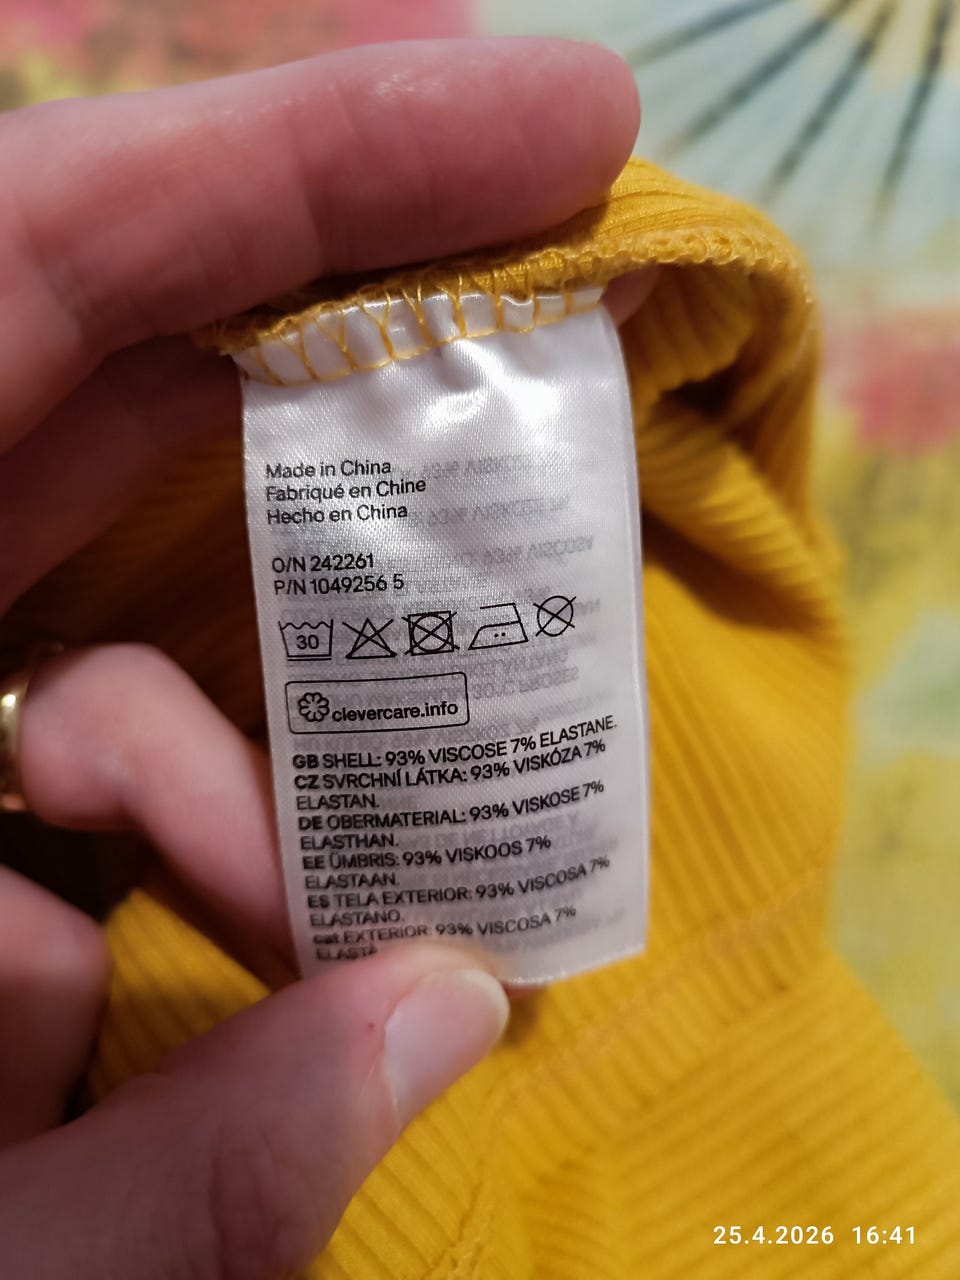 Made in China
Fabriqué en Chine
Hecho en China
O/N 242261
P/N 1049256 5
30
clevercare.info
GB SHELL: 93% VISCOSE 7% ELASTANE.
CZ SVRCHNÍ LÁTKA: 93% VISKÓZA 7%
ELASTAN.
DE OBERMATERIAL: 93% VISKOSE 7%
ELASTHAN.
EE ÜMBRIS: 93% VISKOOS 7%
ELASTAAN.
ES TELA EXTERIOR: 93% VISCOSA 7%
ELASTANO.
cat EXTERIOR: 93% VISCOSA 7%
25.4.2026 16:41